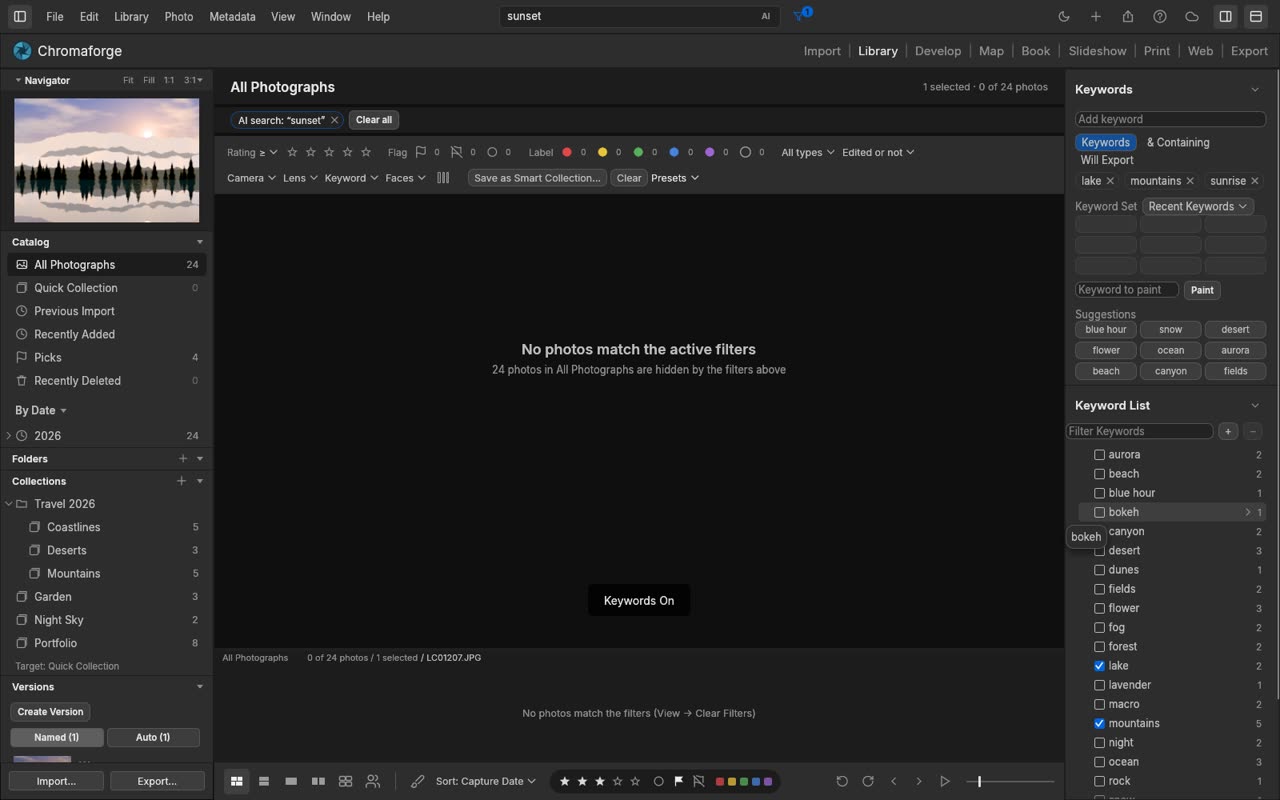 File Edit Library Photo Metadata View Window Help
sunset AI
1
Chromaforge
Import Library Develop Map Book Slideshow Print Web Export
Navigator Fit Fill 1:1 3:1
Catalog
All Photographs 24
Quick Collection 0
Previous Import
Recently Added
Picks 4
Recently Deleted 0
By Date
2026 24
Folders
Collections
Travel 2026
Coastlines 5
Deserts 3
Mountains 5
Garden 3
Night Sky 2
Portfolio 8
Target: Quick Collection
Versions
Create Version
Named (1) Auto (1)
Import... Export...
All Photographs 1 selected · 0 of 24 photos
AI search: “sunset” Clear all
Rating ≥ Flag 0 0 0 Label 0 0 0 0 0 0 All types Edited or not
Camera Lens Keyword Faces Save as Smart Collection... Clear Presets
No photos match the active filters
24 photos in All Photographs are hidden by the filters above
Keywords On
All Photographs 0 of 24 photos / 1 selected / LC01207.JPG
No photos match the filters (View → Clear Filters)
Sort: Capture Date
Keywords
Add keyword
Keywords & Containing
Will Export
lake mountains sunrise
Keyword Set Recent Keywords
Keyword to paint Paint
Suggestions
blue hour snow desert
flower ocean aurora
beach canyon fields
Keyword List
Filter Keywords + −
aurora 2
beach 2
blue hour 1
bokeh 1
bokeh
canyon 2
desert 3
dunes 1
fields 2
flower 3
fog 2
forest 2
lake 2
lavender 1
macro 2
mountains 5
night 2
ocean 3
rock 1